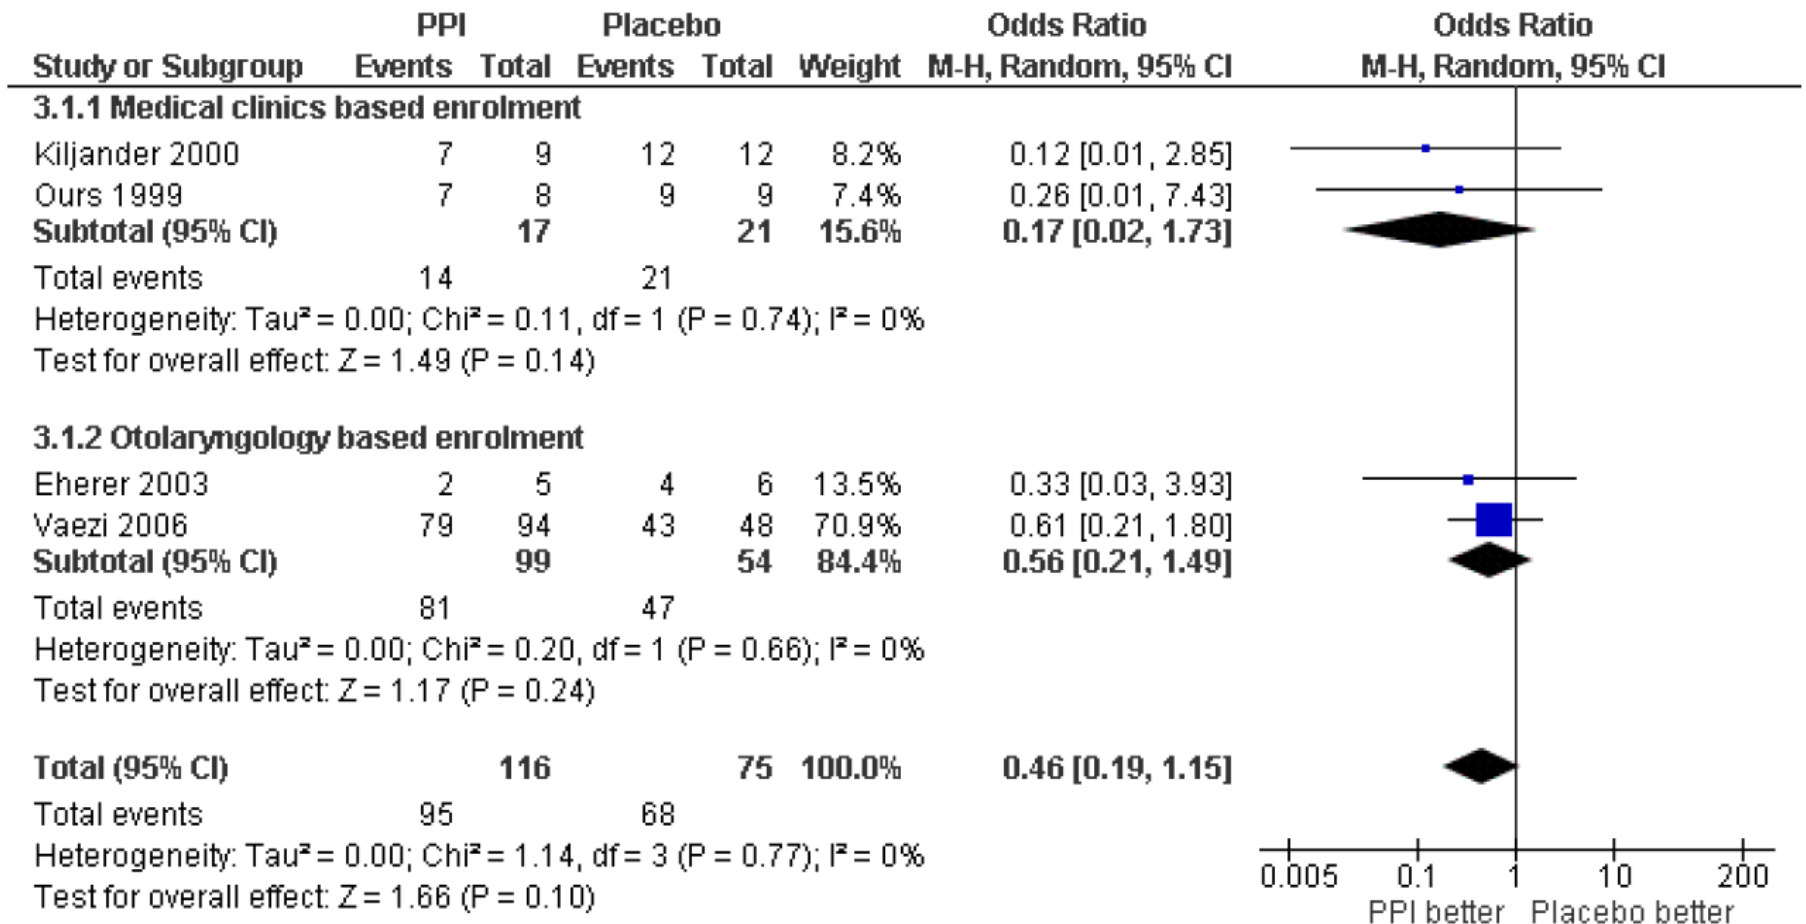 PPI Placebo Odds Ratio Odds Ratio
Study or Subgroup Events Total Events Total Weight M-H, Random, 95% CI M-H, Random, 95% CI
3.1.1 Medical clinics based enrolment
Kiljander 2000 7 9 12 12 8.2% 0.12 [0.01, 2.85]
Ours 1999 7 8 9 9 7.4% 0.26 [0.01, 7.43]
Subtotal (95% CI) 17 21 15.6% 0.17 [0.02, 1.73]
Total events 14 21
Heterogeneity: Tau² = 0.00; Chi² = 0.11, df = 1 (P = 0.74); I² = 0%
Test for overall effect: Z = 1.49 (P = 0.14)
3.1.2 Otolaryngology based enrolment
Eherer 2003 2 5 4 6 13.5% 0.33 [0.03, 3.93]
Vaezi 2006 79 94 43 48 70.9% 0.61 [0.21, 1.80]
Subtotal (95% CI) 99 54 84.4% 0.56 [0.21, 1.49]
Total events 81 47
Heterogeneity: Tau² = 0.00; Chi² = 0.20, df = 1 (P = 0.66); I² = 0%
Test for overall effect: Z = 1.17 (P = 0.24)
Total (95% CI) 116 75 100.0% 0.46 [0.19, 1.15]
Total events 95 68
Heterogeneity: Tau² = 0.00; Chi² = 1.14, df = 3 (P = 0.77); I² = 0%
Test for overall effect: Z = 1.66 (P = 0.10)
0.005 0.1 1 10 200
PPI better Placebo better